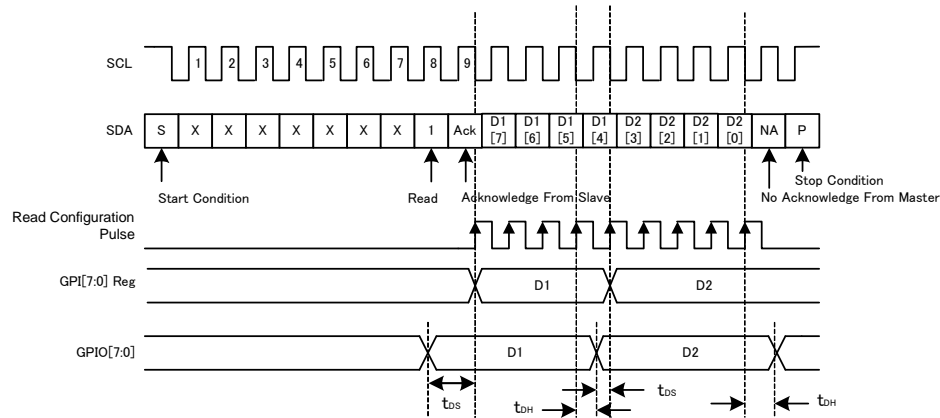 SCL 1 2 3 4 5 6 7 8 9
SDA S X X X X X X X 1 Ack D1 [7] D1 [6] D1 [5] D1 [4] D2 [3] D2 [2] D2 [1] D2 [0] NA P
Start Condition
Read
Acknowledge From Slave
Stop Condition
No Acknowledge From Master
Read Configuration
Pulse
GPI[7:0] Reg D1 D2
GPIO[7:0] D1 D2
tDS tDH tDS tDH